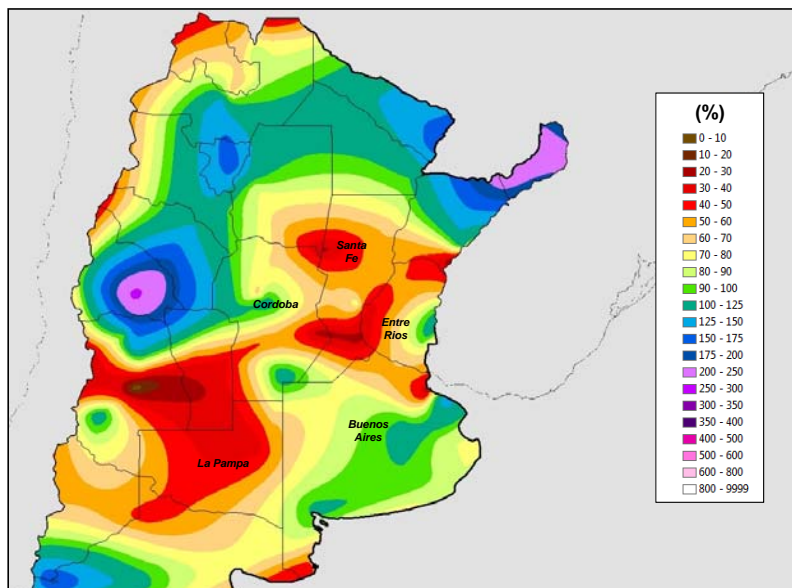 (%)
0 - 10
10 - 20
20 - 30
30 - 40
40 - 50
50 - 60
60 - 70
70 - 80
80 - 90
90 - 100
100 - 125
125 - 150
150 - 175
175 - 200
200 - 250
250 - 300
300 - 350
350 - 400
400 - 500
500 - 600
600 - 800
800 - 9999
Santa
Fe
Cordoba
Entre
Rios
Buenos
Aires
La Pampa